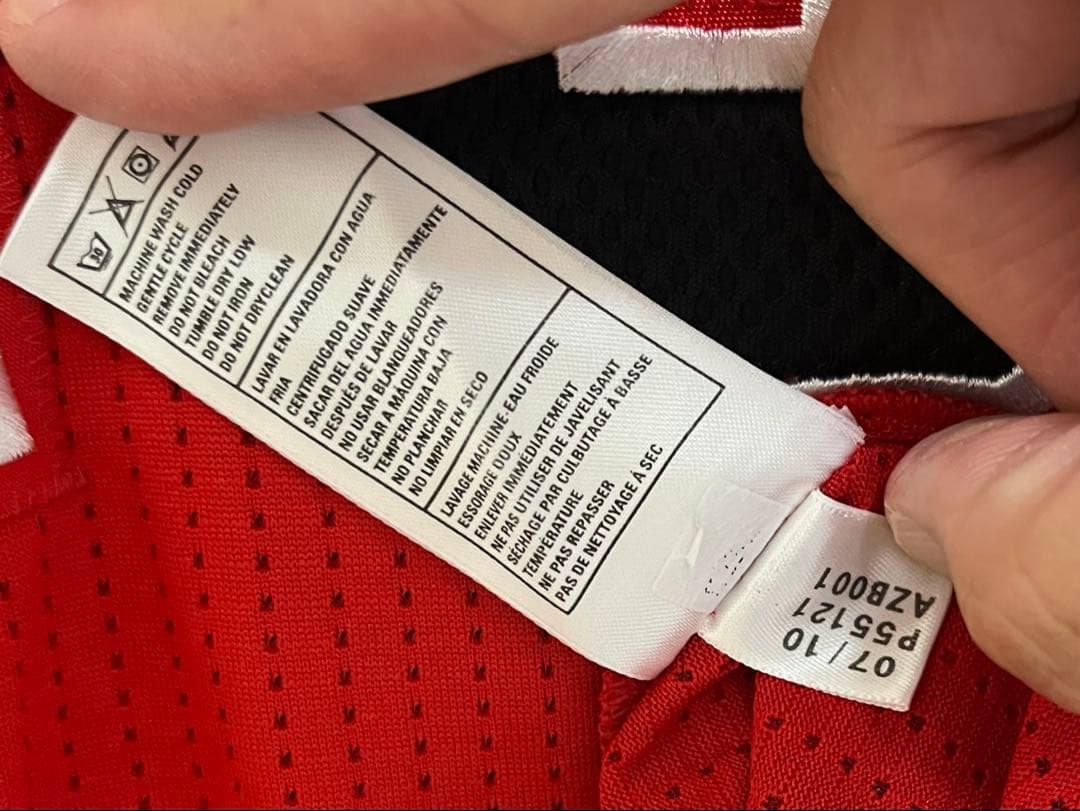 30
MACHINE WASH COLD
GENTLE CYCLE
REMOVE IMMEDIATELY
DO NOT BLEACH
TUMBLE DRY LOW
DO NOT IRON
DO NOT DRYCLEAN
LAVAR EN LAVADORA CON AGUA
FRIA
CENTRIFUGADO SUAVE
SACAR DEL AGUA IMMEDIATAMENTE
DESPUÉS DE LAVAR
NO USAR BLANQUEADORES
SECAR A MÁQUINA CON
TEMPERATURA BAJA
NO PLANCHAR
NO LIMPIAR EN SECO
LAVAGE MACHINE-EAU FROIDE
ESSORAGE DOUX
ENLEVER IMMÉDIATEMENT
NE PAS UTILISER DE JAVELISANT
SÉCHAGE PAR CULBUTAGE À BASSE
TEMPERATURE
NE PAS REPASSER
PAS DE NETTOYAGE À SEC
07/10
P55121
AZB001